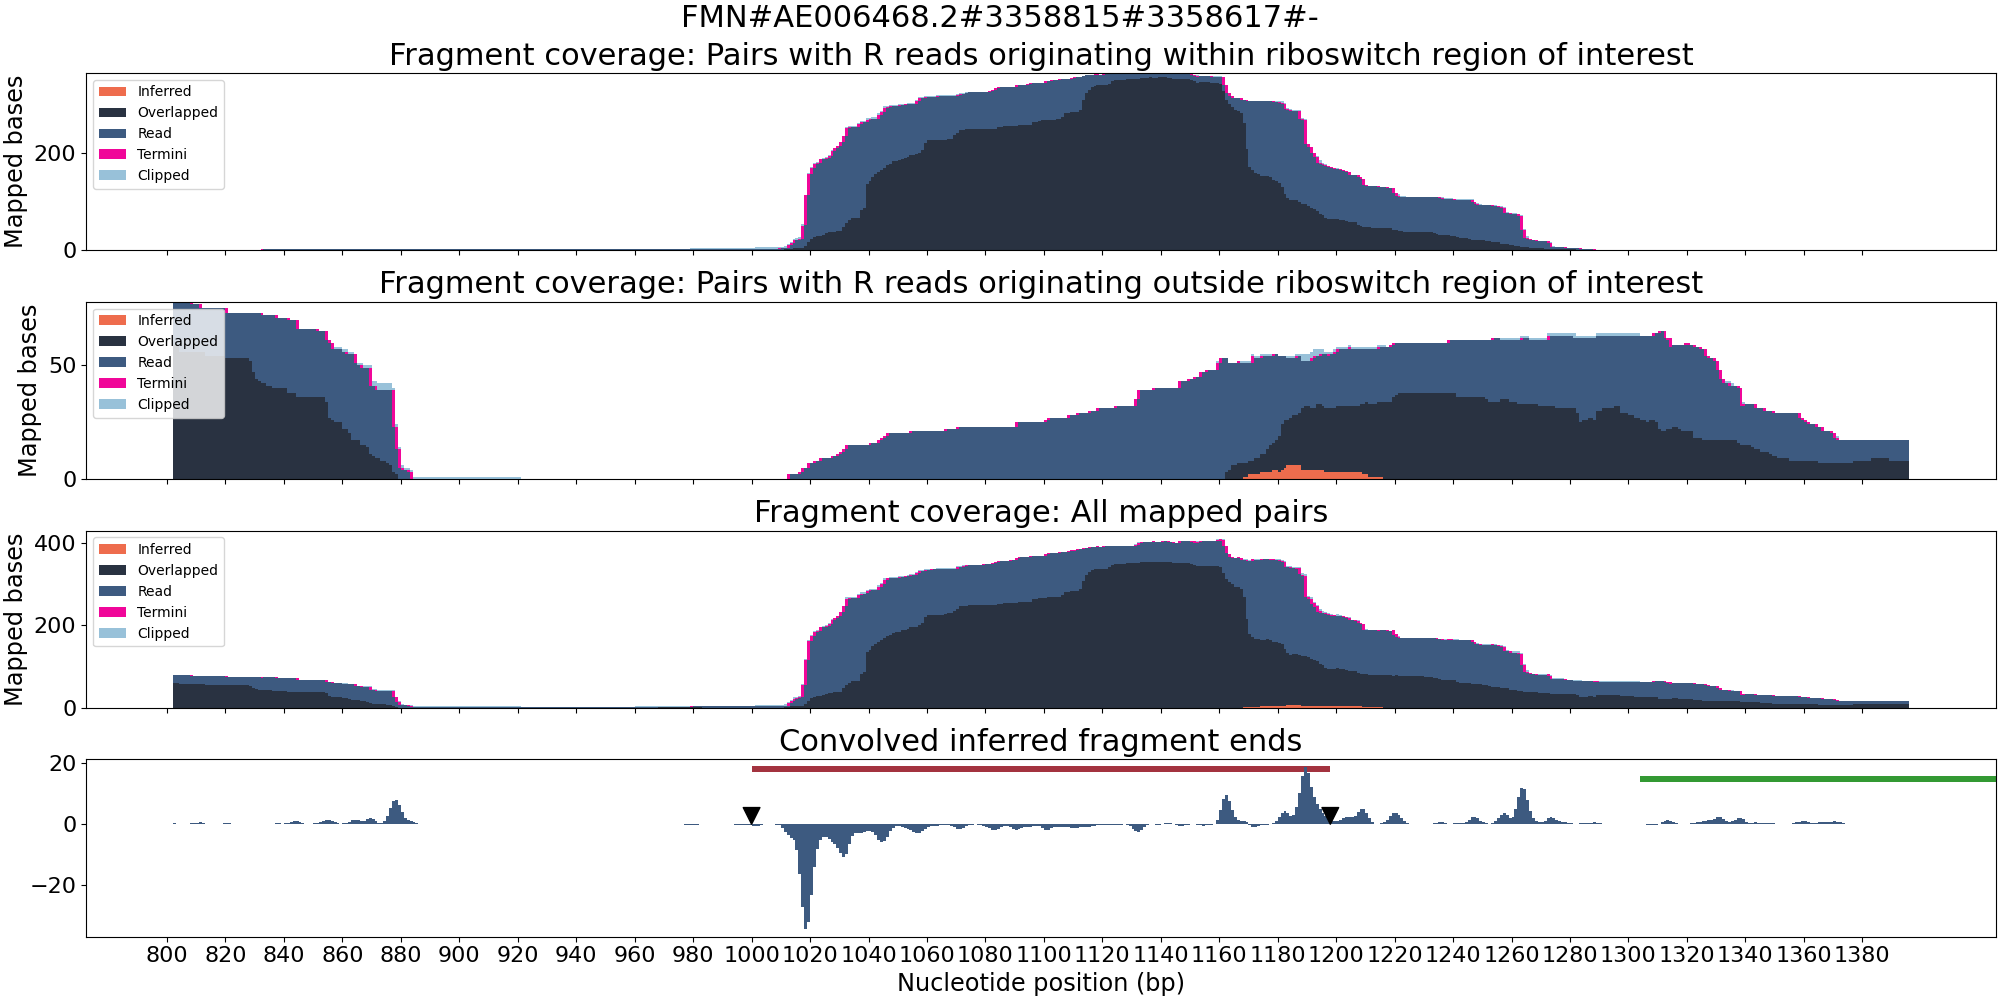 FMN#AE006468.2#3358815#3358617#-
Fragment coverage: Pairs with R reads originating within riboswitch region of interest
Mapped bases
200
0
Inferred
Overlapped
Read
Termini
Clipped
Fragment coverage: Pairs with R reads originating outside riboswitch region of interest
Mapped bases
50
0
Inferred
Overlapped
Read
Termini
Clipped
Fragment coverage: All mapped pairs
Mapped bases
400
200
0
Inferred
Overlapped
Read
Termini
Clipped
Convolved inferred fragment ends
20
0
−20
800 820 840 860 880 900 920 940 960 980 1000 1020 1040 1060 1080 1100 1120 1140 1160 1180 1200 1220 1240 1260 1280 1300 1320 1340 1360 1380
Nucleotide position (bp)